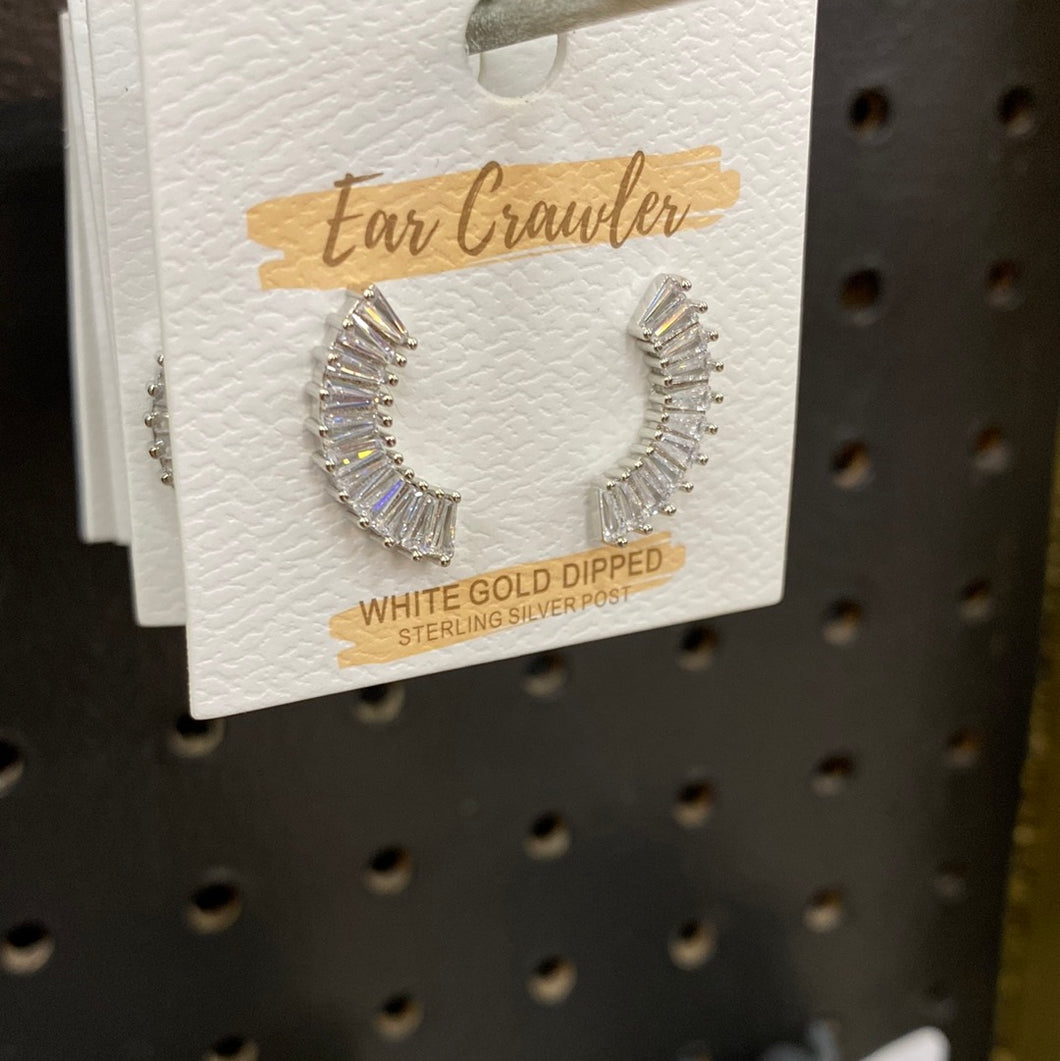 Ear Crawler
WHITE GOLD DIPPED
STERLING SILVER POST